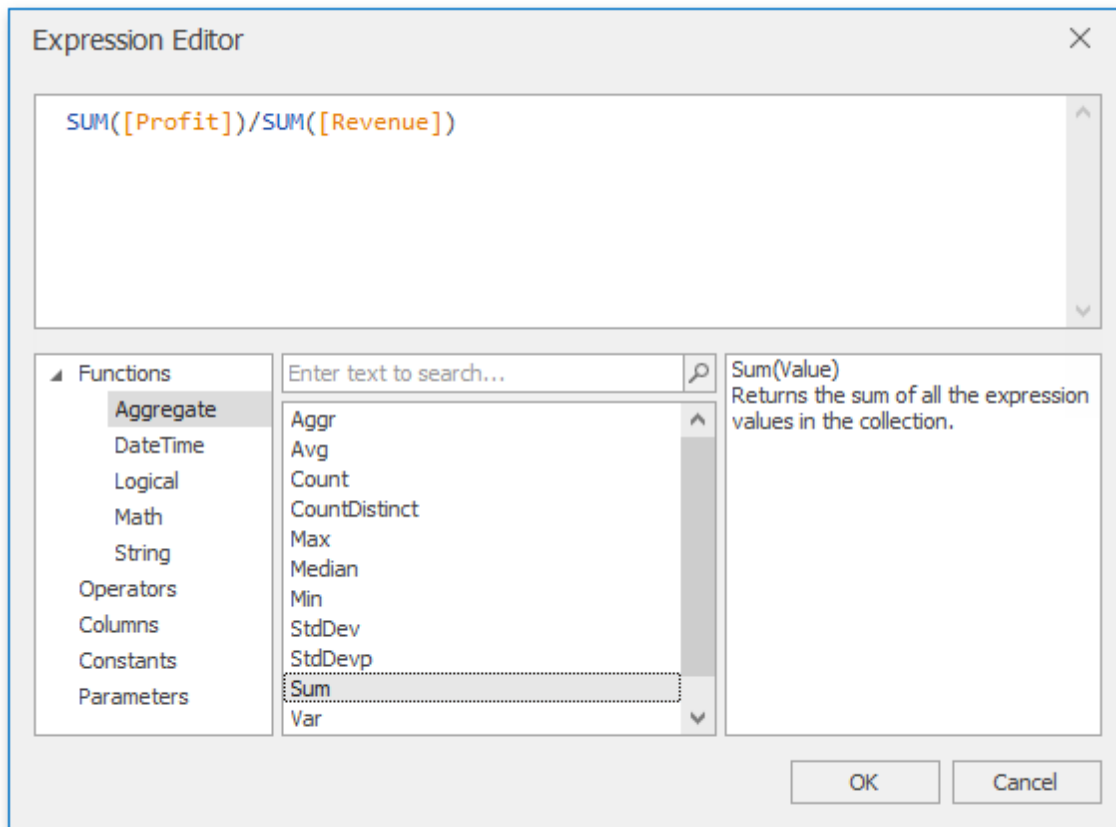 Expression Editor
SUM([Profit])/SUM([Revenue])
Functions
Aggregate
DateTime
Logical
Math
String
Operators
Columns
Constants
Parameters
Enter text to search...
Aggr
Avg
Count
CountDistinct
Max
Median
Min
StdDev
StdDevp
Sum
Var
Sum(Value)
Returns the sum of all the expression
values in the collection.
OK
Cancel